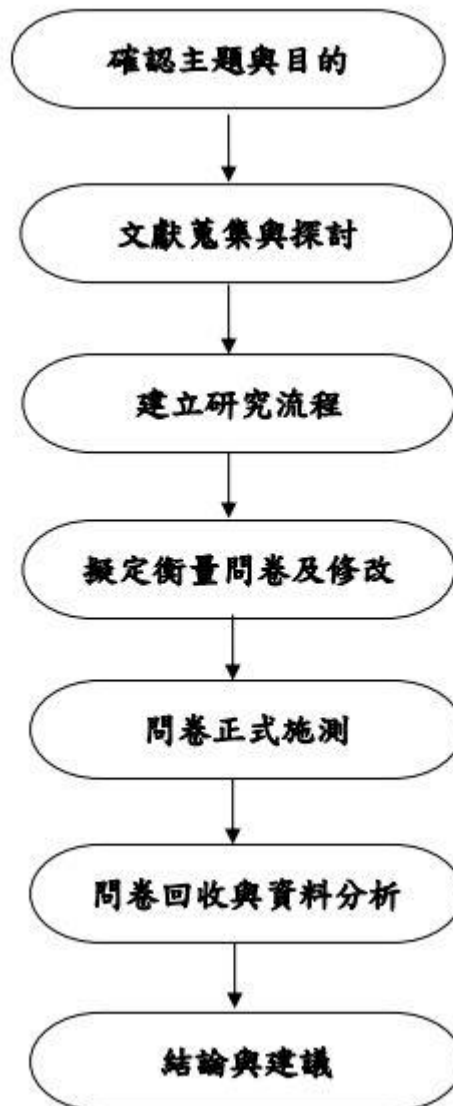 確認主題與目的
文獻蒐集與探討
建立研究流程
擬定衡量問卷及修改
問卷正式施測
問卷回收與資料分析
結論與建議